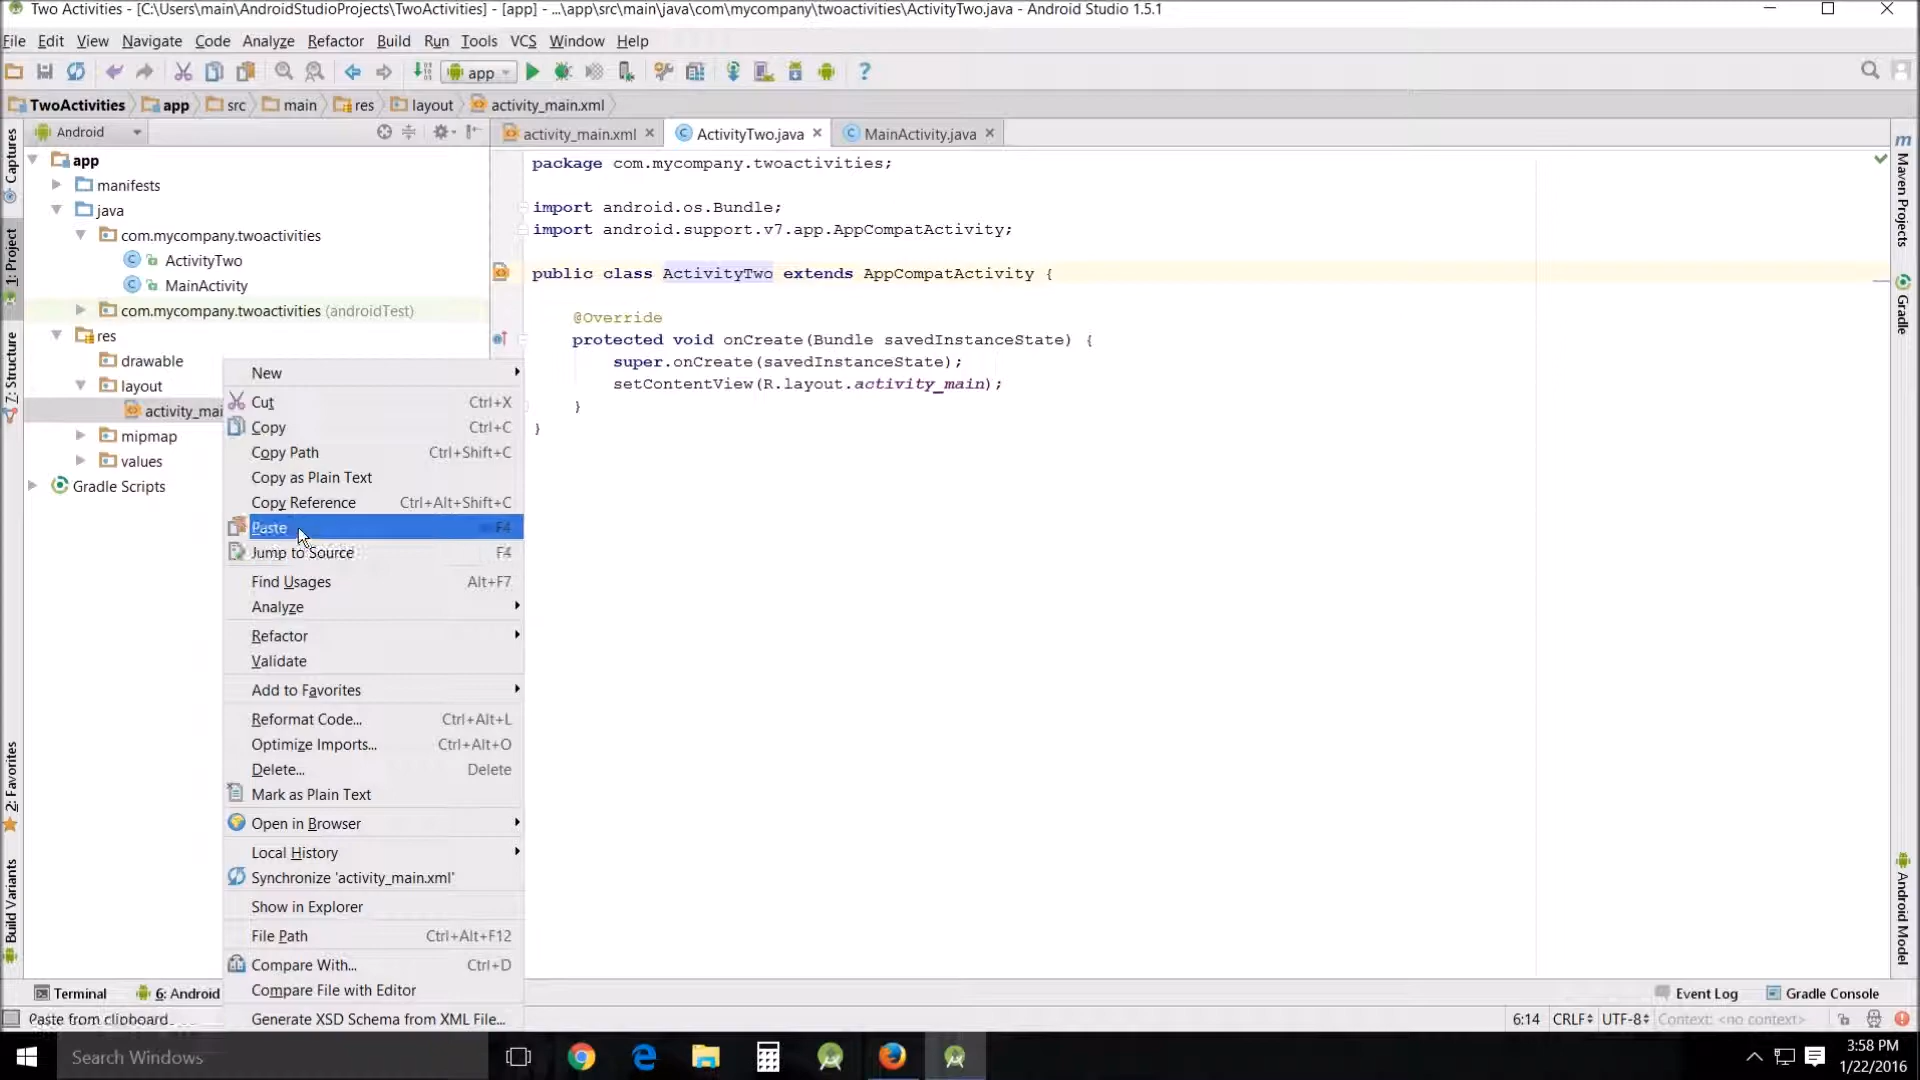 Two Activities - [C:\Users\main\AndroidStudioProjects\TwoActivities] - [app] - ...\app\src\main\java\com\mycompany\twoactivities\ActivityTwo.java - Android Studio 1.5.1
File Edit View Navigate Code Analyze Refactor Build Run Tools VCS Window Help
app
TwoActivities app src main res layout activity_main.xml
Android
activity_main.xml ActivityTwo.java MainActivity.java
Captures
1: Project
7: Structure
2: Favorites
Build Variants
app
manifests
java
com.mycompany.twoactivities
ActivityTwo
MainActivity
com.mycompany.twoactivities (androidTest)
res
drawable
layout
activity_mai
mipmap
values
Gradle Scripts
New
Cut Ctrl+X
Copy Ctrl+C
Copy Path Ctrl+Shift+C
Copy as Plain Text
Copy Reference Ctrl+Alt+Shift+C
Paste F4
Jump to Source F4
Find Usages Alt+F7
Analyze
Refactor
Validate
Add to Favorites
Reformat Code... Ctrl+Alt+L
Optimize Imports... Ctrl+Alt+O
Delete... Delete
Mark as Plain Text
Open in Browser
Local History
Synchronize 'activity_main.xml'
Show in Explorer
File Path Ctrl+Alt+F12
Compare With... Ctrl+D
Compare File with Editor
Generate XSD Schema from XML File...
package com.mycompany.twoactivities;
import android.os.Bundle;
import android.support.v7.app.AppCompatActivity;
public class ActivityTwo extends AppCompatActivity {
@Override
protected void onCreate(Bundle savedInstanceState) {
super.onCreate(savedInstanceState);
setContentView(R.layout.activity_main);
}
}
m
Maven Projects
Gradle
Android Model
Terminal 6: Android Event Log Gradle Console
Paste from clipboard 6:14 CRLF UTF-8 Context: <no context>
Search Windows
3:58 PM
1/22/2016